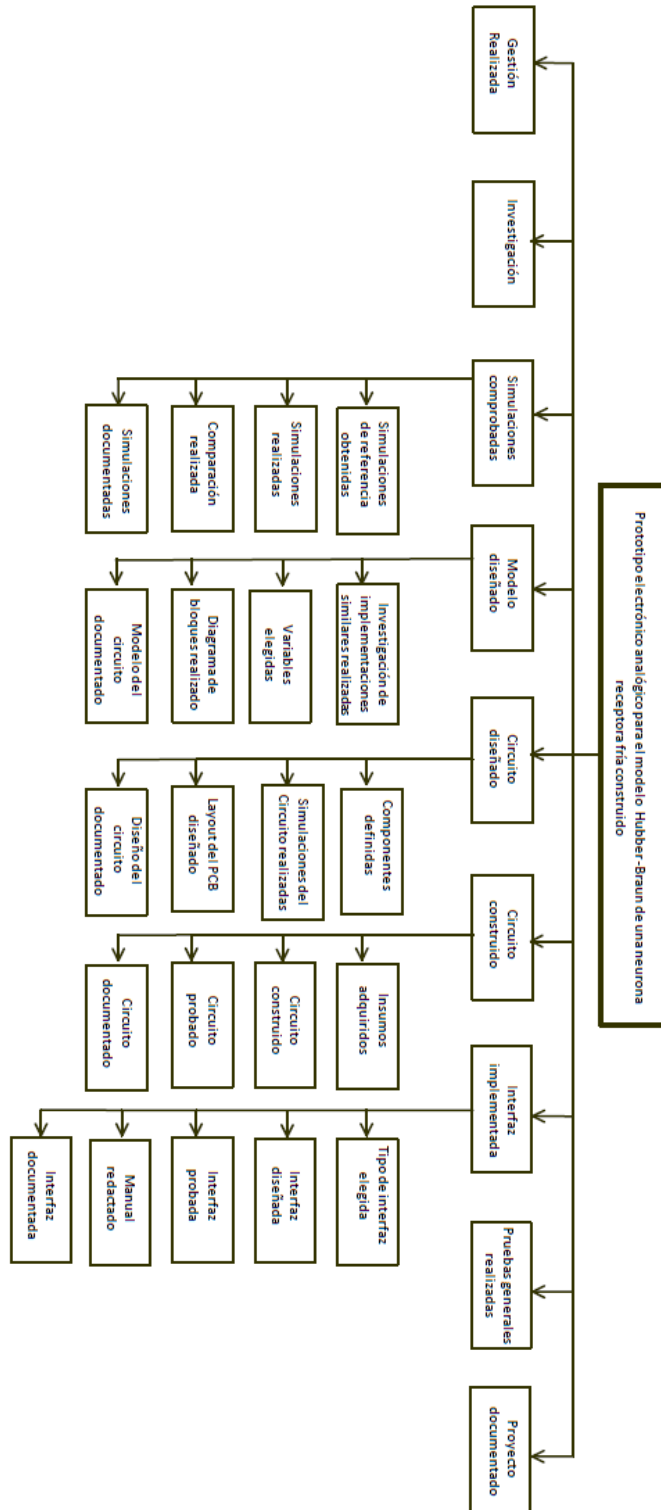 Prototipo electrónico analógico para el modelo Hubber-Braun de una neurona
receptora fría construido
Gestión
Realizada
Investigación
Simulaciones
comprobadas
Simulaciones
de referencia
obtenidas
Simulaciones
realizadas
Comparación
realizada
Simulaciones
documentadas
Modelo
diseñado
Investigación de
implementaciones
similares realizadas
Variables
elegidas
Diagrama de
bloques realizado
Modelo del
circuito
documentado
Circuito
diseñado
Componentes
definidas
Simulaciones del
Circuito realizadas
Layout del PCB
diseñado
Diseño del
circuito
documentado
Circuito
construido
Insumos
adquiridos
Circuito
construido
Circuito
probado
Circuito
documentado
Interfaz
implementada
Tipo de interfaz
elegida
Interfaz
diseñada
Interfaz
probada
Manual
redactado
Interfaz
documentada
Pruebas generales
realizadas
Proyecto
documentado